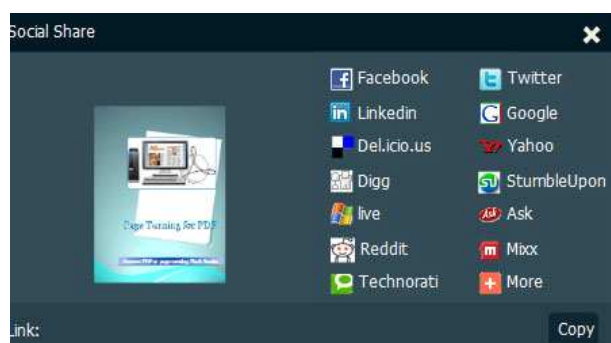 Social Share
Facebook Twitter
Linkedin Google
Del.icio.us Yahoo
Digg StumbleUpon
live Ask
Reddit Mixx
Technorati More
Page Turning for PDF
Link:
Copy